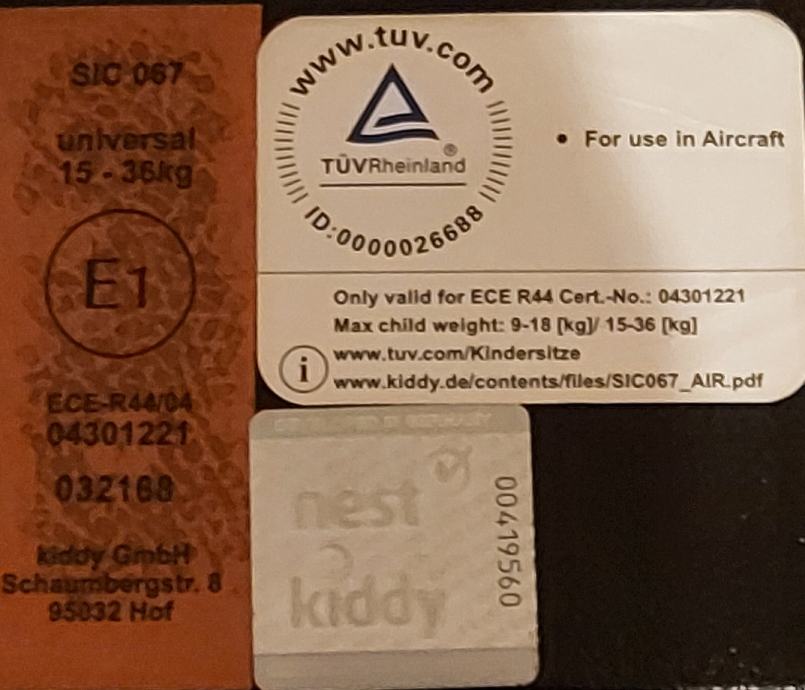 SIC 067
universal
15 - 36kg
E1
ECE-R44/04
04301221
032168
kiddy GmbH
Schaumbergstr. 8
95032 Hof
www.tuv.com
TÜVRheinland
®
ID:0000026688
• For use in Aircraft
Only valid for ECE R44 Cert.-No.: 04301221
Max child weight: 9-18 [kg]/ 15-36 [kg]
i
www.tuv.com/Kindersitze
www.kiddy.de/contents/files/SIC067_AIR.pdf
nest
kiddy
00419560